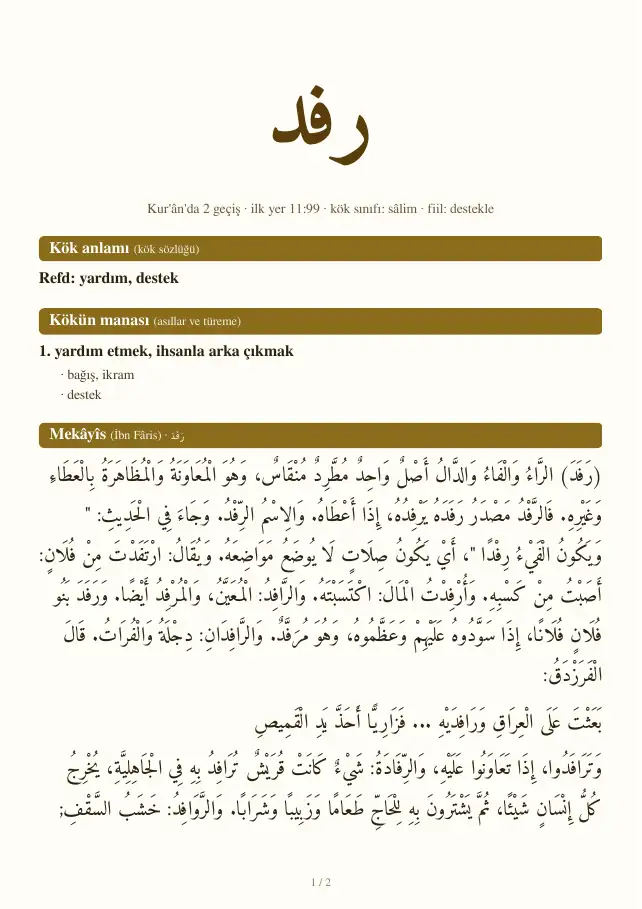 رفد
Kur'ân'da 2 geçiş · ilk yer 11:99 · kök sınıfı: sâlim · fiil: destekle
Kök anlamı (kök sözlüğü)
Refd: yardım, destek
Kökün manası (asıllar ve türeme)
1. yardım etmek, ihsanla arka çıkmak
· bağış, ikram
· destek
Mekâyîs (İbn Fâris) · رَفَدَ
(رَفَدَ) الرَّاءُ وَالْفَاءُ وَالدَّالُ أَصْلٌ وَاحِدٌ مُطَّرِدٌ مُنْقَاسٌ، وَهُوَ الْمُعَاوَنَةُ وَالْمُظَاهَرَةُ بِالْعَطَاءِ
وَغَيْرِهِ. فَالرَّفْدُ مَصْدَرُ رَفَدَهُ يَرْفِدُهُ، إِذَا أَعْطَاهُ. وَالِاسْمُ الرِّفْدُ. وَجَاءَ فِي الْحَدِيثِ: "
وَيَكُونُ الْفَيْءُ رِفْدًا "، أَيْ يَكُونُ صِلَاتٍ لَا يُوضَعُ مَوَاضِعَهُ. وَيُقَالُ: ارْتَفَدْتَ مِنْ فُلَانٍ:
أَصَبْتُ مِنْ كَسْبِهِ. وَأُرْفِدْتُ الْمَالَ: اكْتَسَبْتَهُ. وَالرَّافِدُ: الْمُعَيَّنُ، وَالْمُرْفِدُ أَيْضًا. وَرَفَدَ بَنُو
فُلَانٍ فُلَانًا، إِذَا سَوَّدُوهُ عَلَيْهِمْ وَعَظَّمُوهُ، وَهُوَ مُرَفَّدٌ. وَالرَّافِدَانِ: دِجْلَةُ وَالْفُرَاتُ. قَالَ
الْفَرَزْدَقُ:
بَعَثْتَ عَلَى الْعِرَاقِ وَرَافِدَيْهِ ... فَزَارِيًّا أَحَذَّ يَدِ الْقَمِيصِ
وَتَرَافَدُوا، إِذَا تَعَاوَنُوا عَلَيْهِ، وَالرِّفَادَةُ: شَيْءٌ كَانَتْ قُرَيْشٌ تُرَافِدُ بِهِ فِي الْجَاهِلِيَّةِ، يُخْرِجُ
كُلُّ إِنْسَانٍ شَيْئًا، ثُمَّ يَشْتَرُونَ بِهِ لِلْحَاجِّ طَعَامًا وَزَبِيبًا وَشَرَابًا. وَالرَّوَافِدُ: خَشَبُ السَّقْفِ;
1 / 2